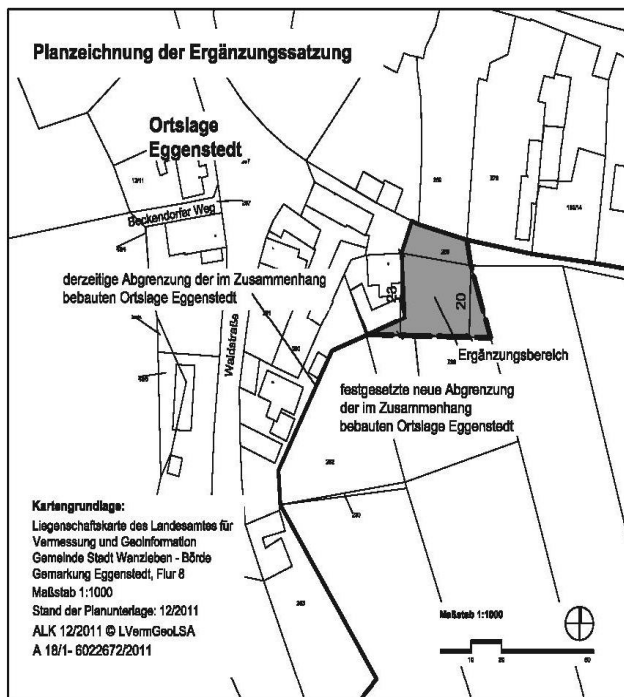 Planzeichnung der Ergänzungssatzung
Ortslage
Eggenstedt
Beckendorfer Weg
derzeitige Abgrenzung der im Zusammenhang
bebauten Ortslage Eggenstedt
Waldstraße
20
Ergänzungsbereich
festgesetzte neue Abgrenzung
der im Zusammenhang
bebauten Ortslage Eggenstedt
Kartengrundlage:
Liegenschaftskarte des Landesamtes für
Vermessung und Geoinformation
Gemeinde Stadt Wanzleben - Börde
Gemarkung Eggenstedt, Flur 8
Maßstab 1:1000
Stand der Planunterlage: 12/2011
ALK 12/2011 © LVermGeoLSA
A 18/1- 6022672/2011
Maßstab 1:1000
10 20